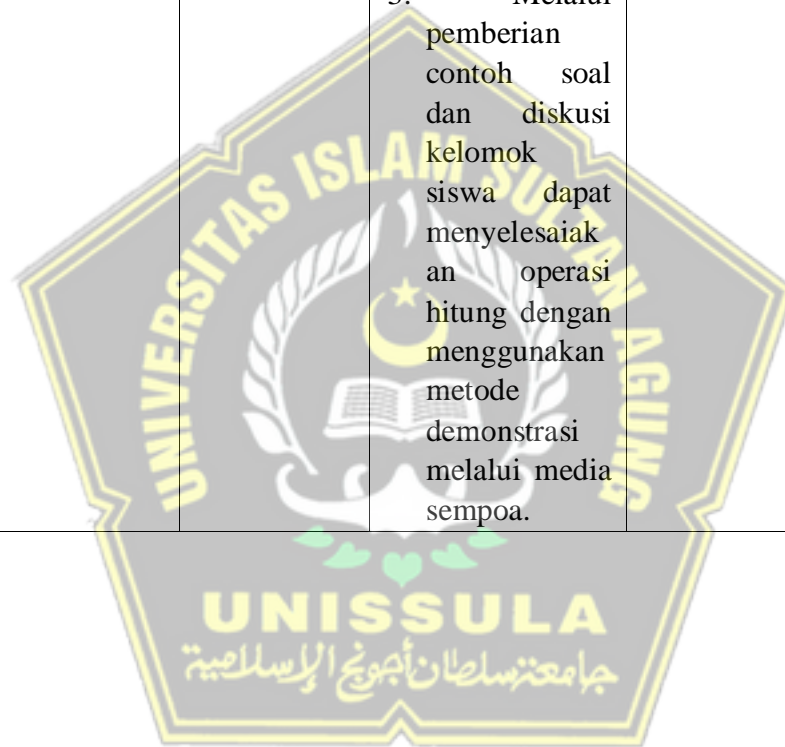 Melalui
pemberian
contoh soal
dan diskusi
kelomok
siswa dapat
menyelesaiak
an operasi
hitung dengan
menggunakan
metode
demonstrasi
melalui media
sempoa.
UNIVERSITAS ISLAM SULTAN AGUNG
UNISSULA
جامعة سلطان أجونج الإسلامية